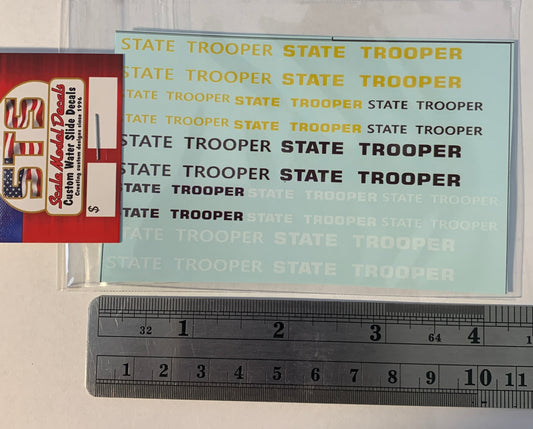 STATE TROOPER STATE TROOPER
STATE TROOPER STATE TROOPER
STATE TROOPER STATE TROOPER STATE TROOPER
STATE TROOPER STATE TROOPER STATE TROOPER
STATE TROOPER STATE TROOPER
STATE TROOPER STATE TROOPER
STATE TROOPER STATE TROOPER STATE TROOPER
STATE TROOPER STATE TROOPER STATE TROOPER
STATE TROOPER STATE TROOPER
STATE TROOPER STATE TROOPER
STS
Scale Model Decals
Custom Water Slide Decals
Creating custom designs since 1996
$
32 1 2 3 64 4 1
1 2 3 4 5 6 7 8 9 10 11